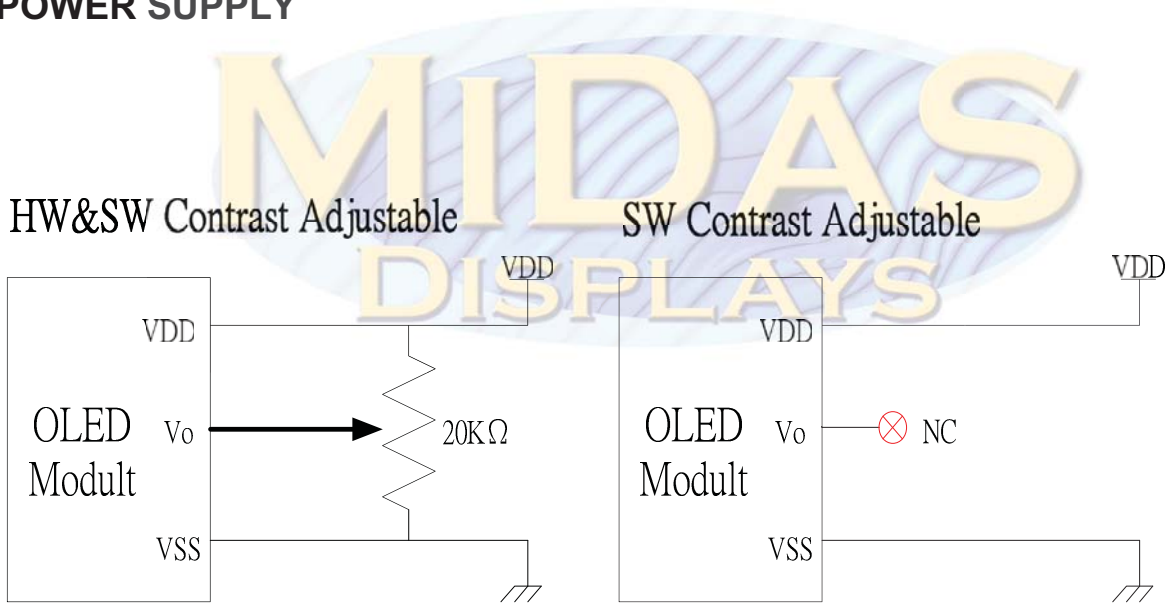 POWER SUPPLY
MIDAS
DISPLAYS
HW&SW Contrast Adjustable
VDD
VDD
OLED
Modult
Vo
20KΩ
VSS
SW Contrast Adjustable
VDD
VDD
OLED
Modult
Vo
NC
VSS